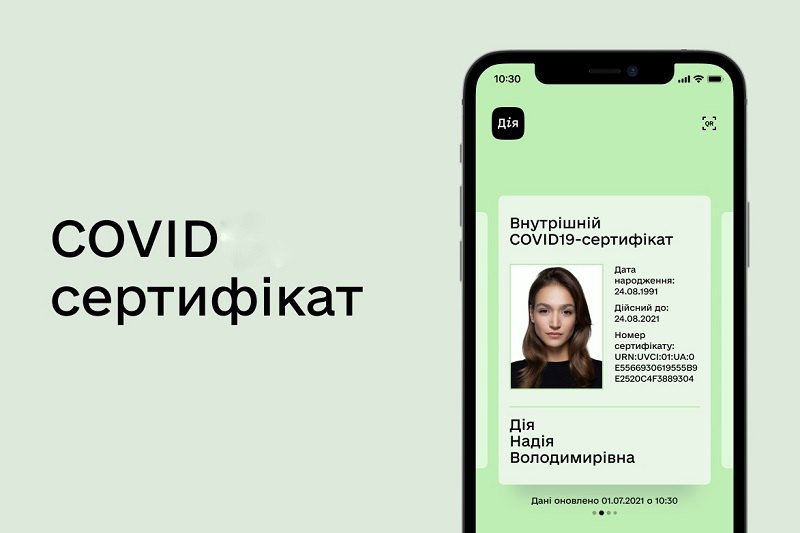 COVID
сертифікат
10:30
Дія
QR
Внутрішній
COVID19-сертифікат
Дата
народження:
24.08.1991
Дійсний до:
24.08.2021
Номер
сертифікату:
URN:UVCI:01:UA:0
E5566930619555B9
E2520C4F3889304
Дія
Надія
Володимирівна
Дані оновлено 01.07.2021 о 10:30